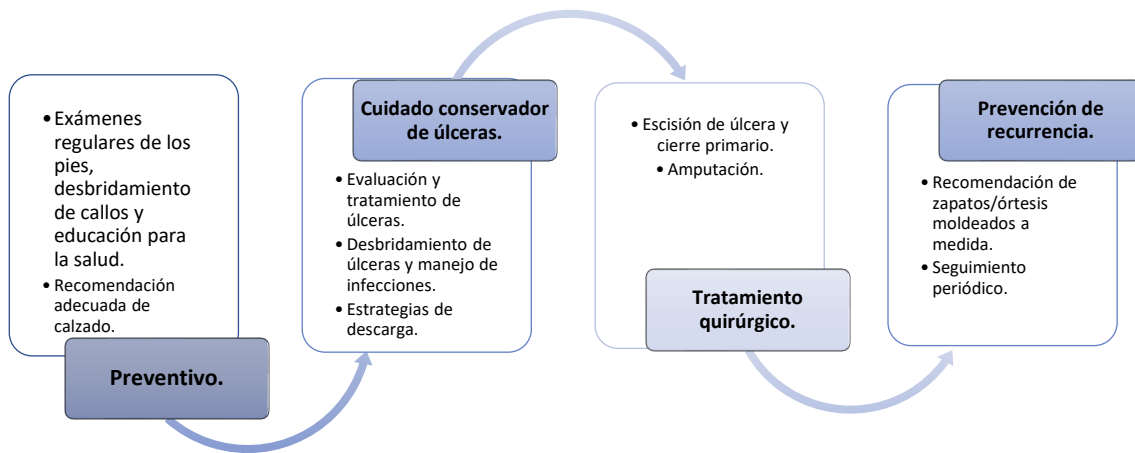 • Exámenes
regulares de los
pies,
desbridamiento
de callos y
educación para
la salud.
• Recomendación
adecuada de
calzado.
Preventivo.
Cuidado conservador
de úlceras.
• Evaluación y
tratamiento de
úlceras.
• Desbridamiento de
úlceras y manejo de
infecciones.
• Estrategias de
descarga.
• Escisión de úlcera y
cierre primario.
• Amputación.
Tratamiento
quirúrgico.
Prevención de
recurrencia.
• Recomendación de
zapatos/órtesis
moldeados a
medida.
• Seguimiento
periódico.